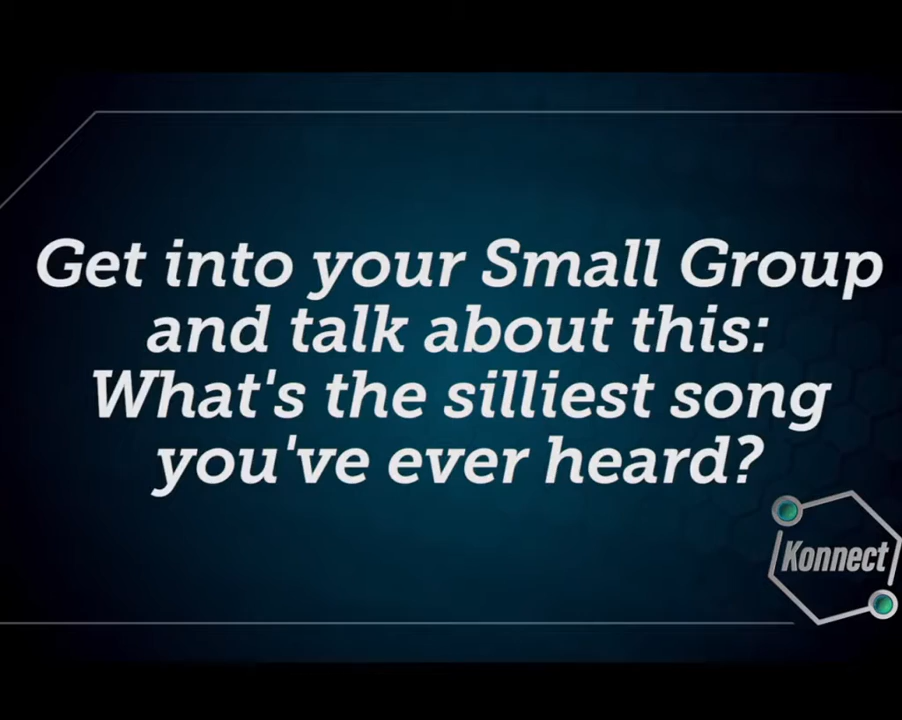 Get into your Small Group
and talk about this:
What's the silliest song
you've ever heard?
Konnect